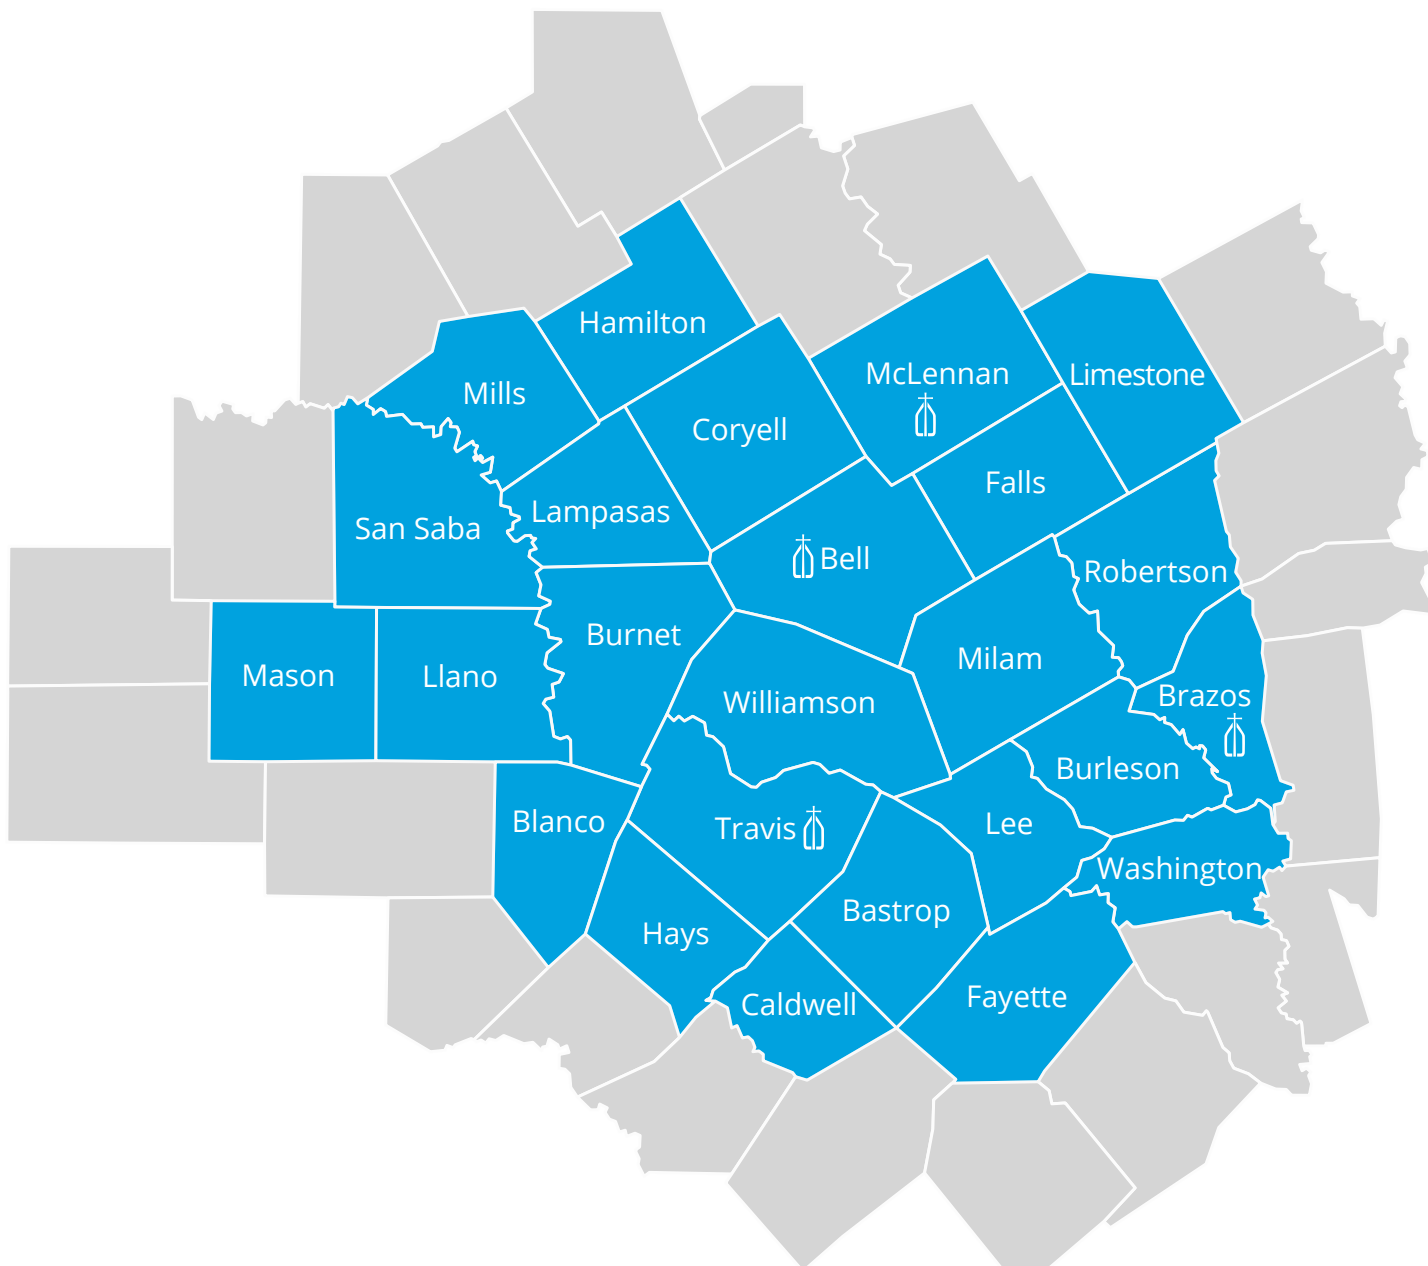 Hamilton
McLennan
Limestone
Mills
Coryell
Falls
Lampasas
San Saba
Bell
Robertson
Burnet
Milam
Mason
Llano
Williamson
Brazos
Burleson
Blanco
Travis
Lee
Washington
Bastrop
Hays
Fayette
Caldwell